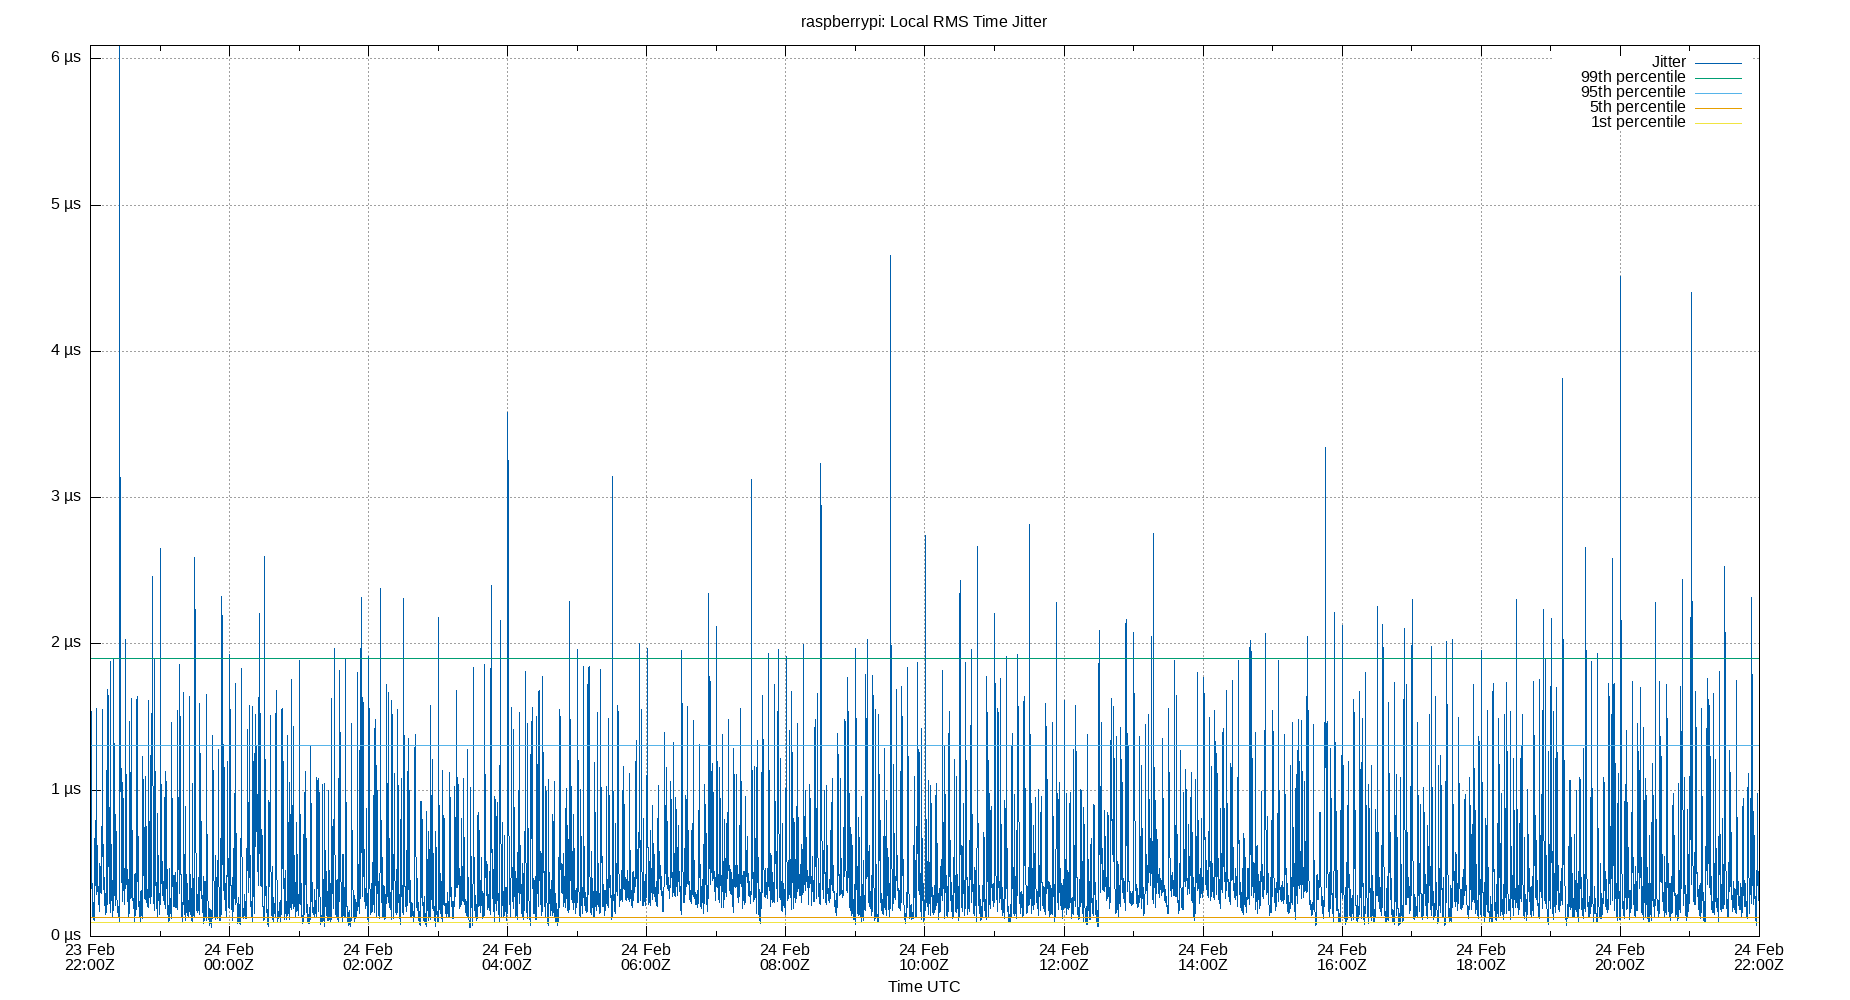 raspberrypi: Local RMS Time Jitter
6 µs
5 µs
4 µs
3 µs
2 µs
1 µs
0 µs
Jitter
99th percentile
95th percentile
5th percentile
1st percentile
23 Feb 24 Feb 24 Feb 24 Feb 24 Feb 24 Feb 24 Feb 24 Feb 24 Feb 24 Feb 24 Feb 24 Feb 24 Feb
22:00Z 00:00Z 02:00Z 04:00Z 06:00Z 08:00Z 10:00Z 12:00Z 14:00Z 16:00Z 18:00Z 20:00Z 22:00Z
Time UTC